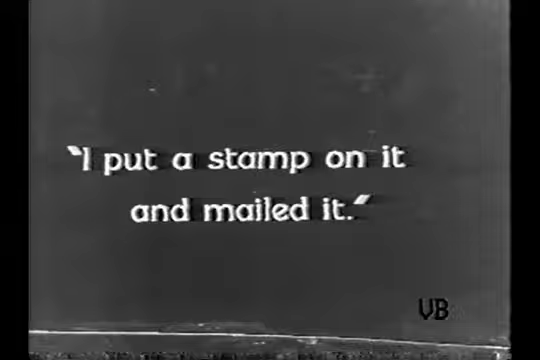 “I put a stamp on it
and mailed it.”
VB